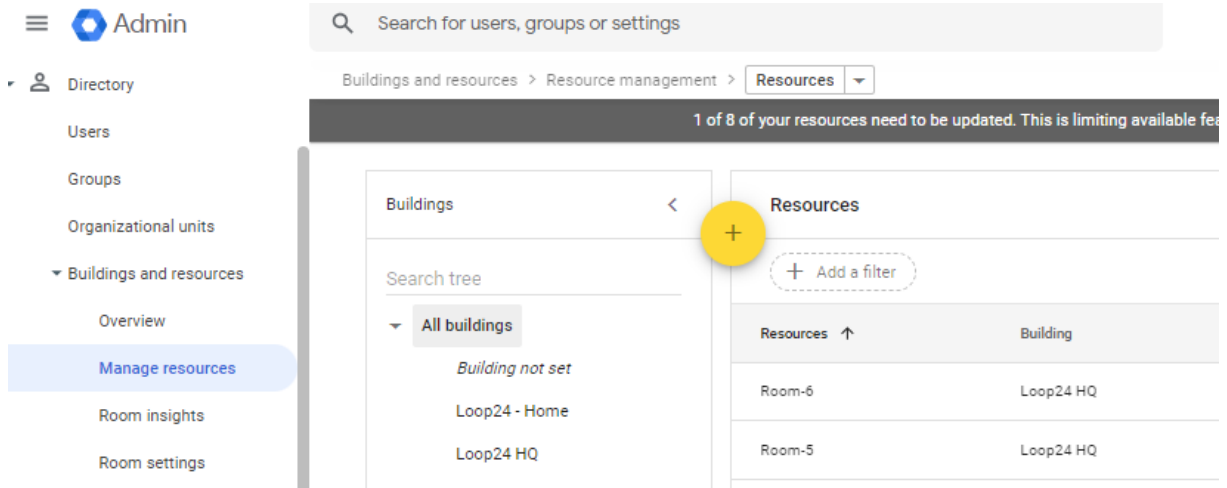 Admin
Search for users, groups or settings
Directory
Users
Groups
Organizational units
Buildings and resources
Overview
Manage resources
Room insights
Room settings
Buildings and resources > Resource management > Resources
1 of 8 of your resources need to be updated. This is limiting available
Buildings
Search tree
All buildings
Building not set
Loop24 - Home
Loop24 HQ
Resources
+ Add a filter
Resources ↑ Building
Room-6 Loop24 HQ
Room-5 Loop24 HQ